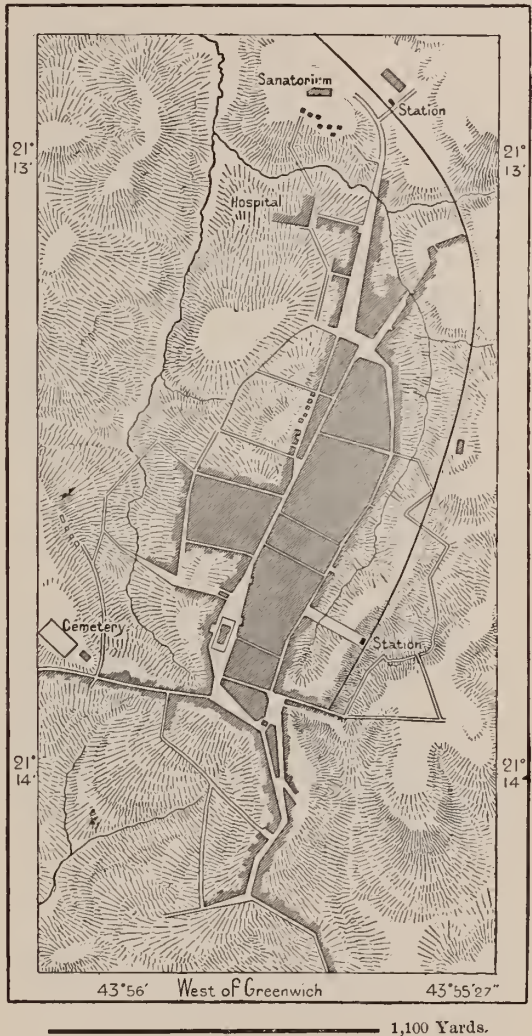 Sanatorium
Station
21°
13'
21°
13'
Hospital
Cemetery
Station
21°
14'
21°
14'
43°56' West of Greenwich 43°55'27"
1,100 Yards.